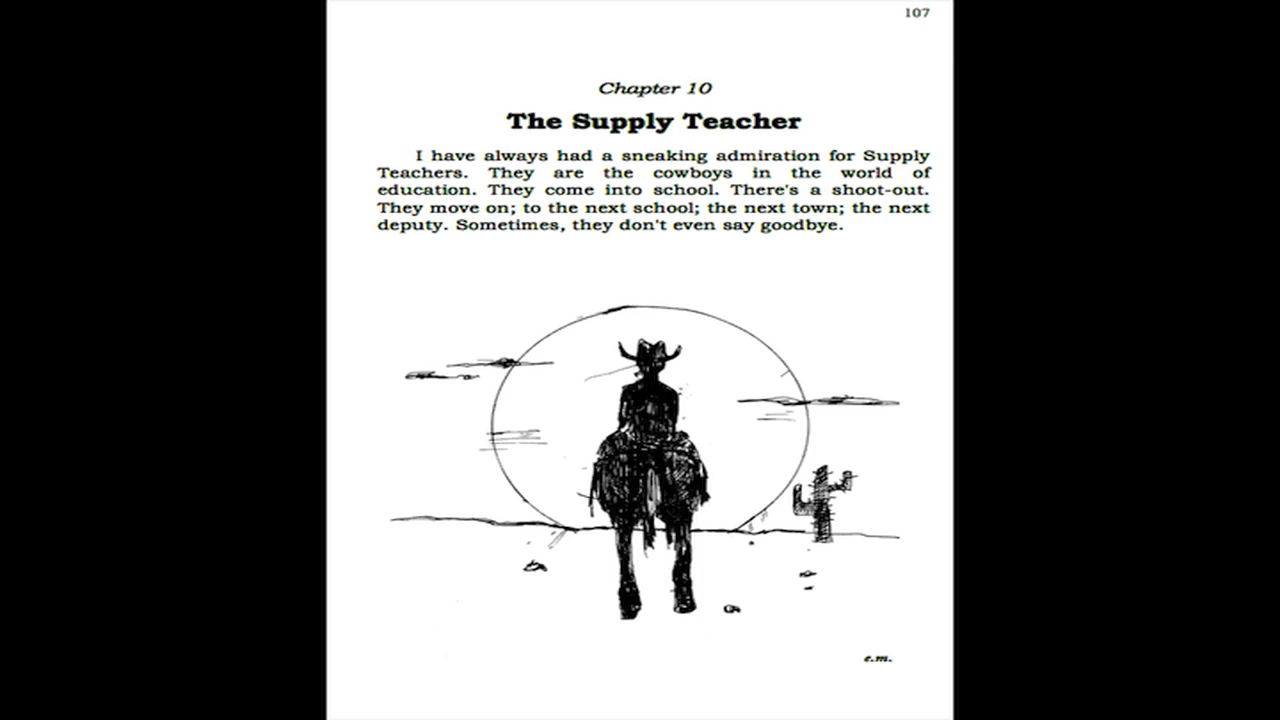 107
Chapter 10
The Supply Teacher
I have always had a sneaking admiration for Supply
Teachers. They are the cowboys in the world of
education. They come into school. There's a shoot-out.
They move on; to the next school; the next town; the next
deputy. Sometimes, they don't even say goodbye.
e.m.